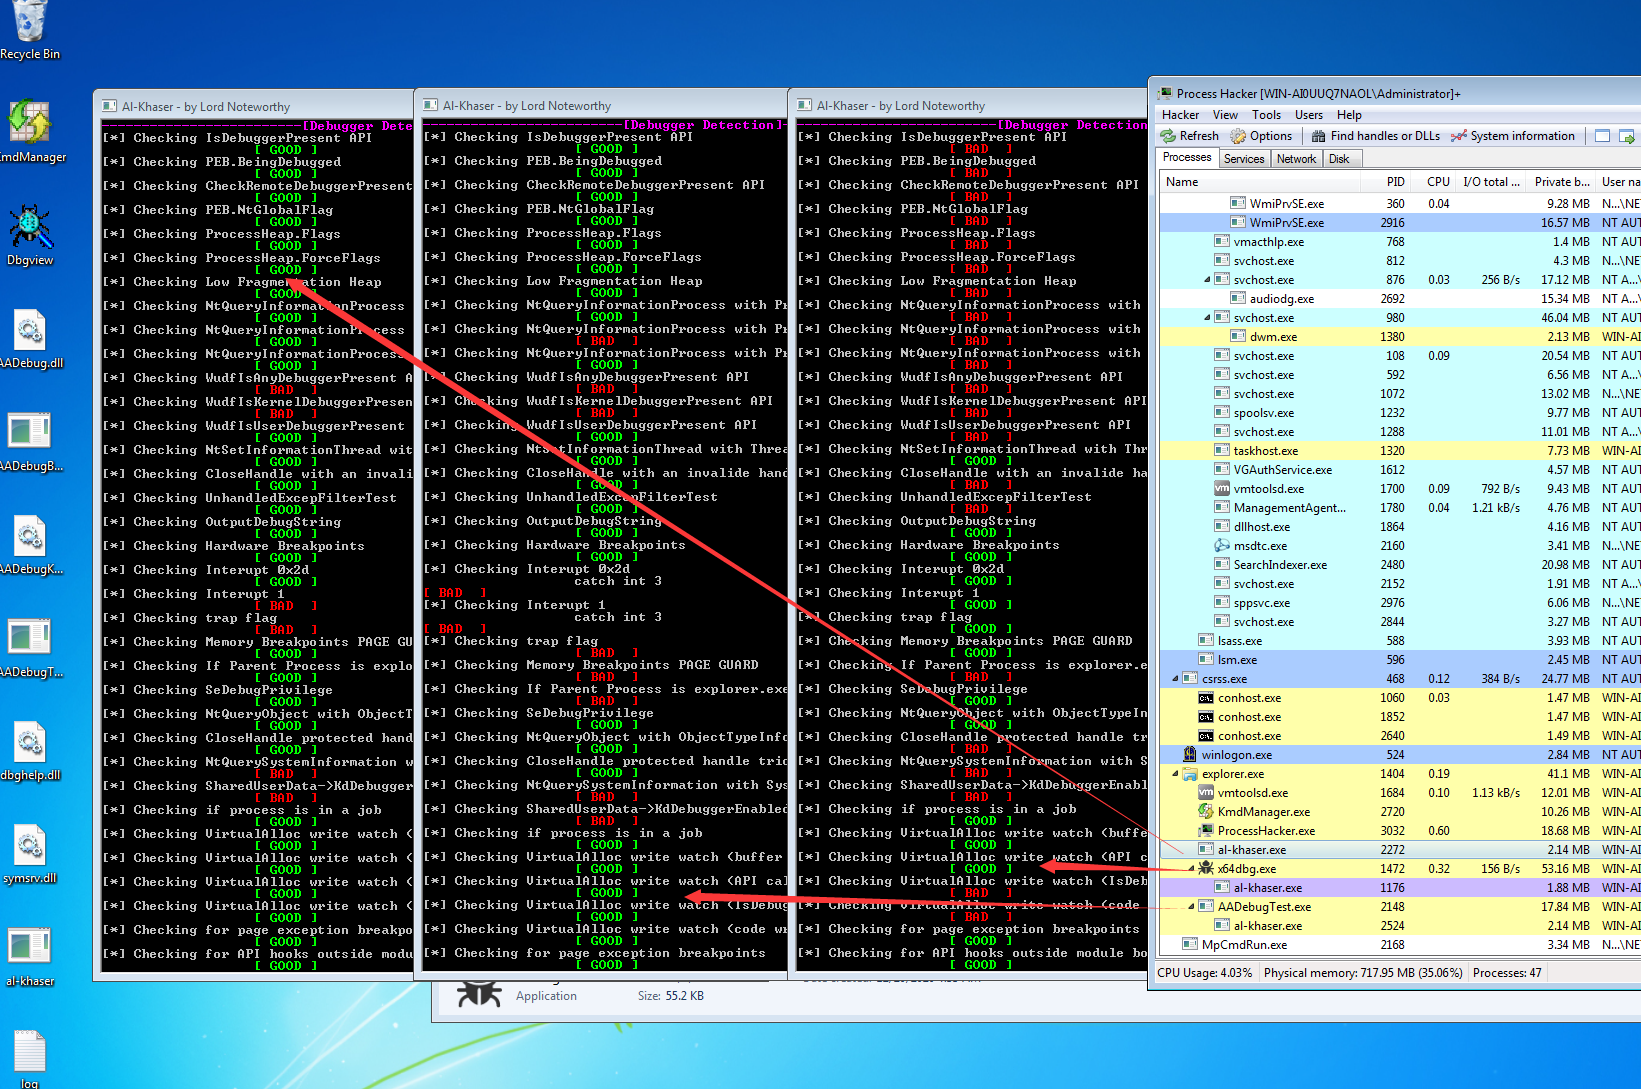 Recycle Bin
KmdManager
Dbgview
AADebug.dll
AADebugB...
AADebugK...
AADebugT...
dbghelp.dll
symsrv.dll
al-khaser
log
Al-Khaser - by Lord Noteworthy
[Debugger Dete
[*] Checking IsDebuggerPresent API
[ GOOD ]
[*] Checking PEB.BeingDebugged
[ GOOD ]
[*] Checking CheckRemoteDebuggerPresent
[ GOOD ]
[*] Checking PEB.NtGlobalFlag
[ GOOD ]
[*] Checking ProcessHeap.Flags
[ GOOD ]
[*] Checking ProcessHeap.ForceFlags
[ GOOD ]
[*] Checking Low Fragmentation Heap
[ GOOD ]
[*] Checking NtQueryInformationProcess
[ GOOD ]
[*] Checking NtQueryInformationProcess
[ GOOD ]
[*] Checking NtQueryInformationProcess
[ GOOD ]
[*] Checking WudfIsAnyDebuggerPresent A
[ BAD ]
[*] Checking WudfIsKernelDebuggerPresen
[ BAD ]
[*] Checking WudfIsUserDebuggerPresent
[ GOOD ]
[*] Checking NtSetInformationThread wit
[ GOOD ]
[*] Checking CloseHandle with an invali
[ GOOD ]
[*] Checking UnhandledExcepFilterTest
[ GOOD ]
[*] Checking OutputDebugString
[ GOOD ]
[*] Checking Hardware Breakpoints
[ GOOD ]
[*] Checking Interupt 0x2d
[ GOOD ]
[*] Checking Interupt 1
[ BAD ]
[*] Checking trap flag
[ BAD ]
[*] Checking Memory Breakpoints PAGE GU
[ GOOD ]
[*] Checking If Parent Process is explo
[ GOOD ]
[*] Checking SeDebugPrivilege
[ GOOD ]
[*] Checking NtQueryObject with ObjectT
[ GOOD ]
[*] Checking CloseHandle protected hand
[ GOOD ]
[*] Checking NtQuerySystemInformation w
[ BAD ]
[*] Checking SharedUserData->KdDebugger
[ BAD ]
[*] Checking if process is in a job
[ GOOD ]
[*] Checking VirtualAlloc write watch (
[ GOOD ]
[*] Checking VirtualAlloc write watch (
[ GOOD ]
[*] Checking VirtualAlloc write watch (
[ GOOD ]
[*] Checking VirtualAlloc write watch (
[ GOOD ]
[*] Checking for page exception breakpo
[ GOOD ]
[*] Checking for API hooks outside modu
[ GOOD ]
Al-Khaser - by Lord Noteworthy
[Debugger Detection]
[*] Checking IsDebuggerPresent API
[ GOOD ]
[*] Checking PEB.BeingDebugged
[ GOOD ]
[*] Checking CheckRemoteDebuggerPresent API
[ GOOD ]
[*] Checking PEB.NtGlobalFlag
[ GOOD ]
[*] Checking ProcessHeap.Flags
[ GOOD ]
[*] Checking ProcessHeap.ForceFlags
[ GOOD ]
[*] Checking Low Fragmentation Heap
[ GOOD ]
[*] Checking NtQueryInformationProcess with Pr
[ GOOD ]
[*] Checking NtQueryInformationProcess with Pr
[ BAD ]
[*] Checking NtQueryInformationProcess with Pr
[ GOOD ]
[*] Checking WudfIsAnyDebuggerPresent API
[ BAD ]
[*] Checking WudfIsKernelDebuggerPresent API
[ BAD ]
[*] Checking WudfIsUserDebuggerPresent API
[ GOOD ]
[*] Checking NtSetInformationThread with Threa
[ GOOD ]
[*] Checking CloseHandle with an invalide hand
[ GOOD ]
[*] Checking UnhandledExcepFilterTest
[ GOOD ]
[*] Checking OutputDebugString
[ GOOD ]
[*] Checking Hardware Breakpoints
[ GOOD ]
[*] Checking Interupt 0x2d
catch int 3
[ BAD ]
[*] Checking Interupt 1
catch int 3
[ BAD ]
[*] Checking trap flag
[ BAD ]
[*] Checking Memory Breakpoints PAGE GUARD
[ BAD ]
[*] Checking If Parent Process is explorer.exe
[ BAD ]
[*] Checking SeDebugPrivilege
[ GOOD ]
[*] Checking NtQueryObject with ObjectTypeInfo
[ GOOD ]
[*] Checking CloseHandle protected handle tric
[ GOOD ]
[*] Checking NtQuerySystemInformation with Sys
[ BAD ]
[*] Checking SharedUserData->KdDebuggerEnabled
[ BAD ]
[*] Checking if process is in a job
[ GOOD ]
[*] Checking VirtualAlloc write watch (buffer
[ GOOD ]
[*] Checking VirtualAlloc write watch (API cal
[ GOOD ]
[*] Checking VirtualAlloc write watch (IsDebug
[ GOOD ]
[*] Checking VirtualAlloc write watch (code wr
[ GOOD ]
[*] Checking for page exception breakpoints
[ GOOD ]
Al-Khaser - by Lord Noteworthy
[Debugger Detection
[*] Checking IsDebuggerPresent API
[ BAD ]
[*] Checking PEB.BeingDebugged
[ BAD ]
[*] Checking CheckRemoteDebuggerPresent API
[ BAD ]
[*] Checking PEB.NtGlobalFlag
[ BAD ]
[*] Checking ProcessHeap.Flags
[ BAD ]
[*] Checking ProcessHeap.ForceFlags
[ BAD ]
[*] Checking Low Fragmentation Heap
[ GOOD ]
[*] Checking NtQueryInformationProcess with
[ BAD ]
[*] Checking NtQueryInformationProcess with
[ BAD ]
[*] Checking NtQueryInformationProcess with
[ BAD ]
[*] Checking WudfIsAnyDebuggerPresent API
[ BAD ]
[*] Checking WudfIsKernelDebuggerPresent API
[ BAD ]
[*] Checking WudfIsUserDebuggerPresent API
[ BAD ]
[*] Checking NtSetInformationThread with Thr
[ GOOD ]
[*] Checking CloseHandle with an invalide ha
[ BAD ]
[*] Checking UnhandledExcepFilterTest
[ BAD ]
[*] Checking OutputDebugString
[ GOOD ]
[*] Checking Hardware Breakpoints
[ GOOD ]
[*] Checking Interupt 0x2d
[ BAD ]
[*] Checking Interupt 1
[ GOOD ]
[*] Checking trap flag
[ GOOD ]
[*] Checking Memory Breakpoints PAGE GUARD
[ GOOD ]
[*] Checking If Parent Process is explorer.e
[ BAD ]
[*] Checking SeDebugPrivilege
[ GOOD ]
[*] Checking NtQueryObject with ObjectTypeIn
[ BAD ]
[*] Checking CloseHandle protected handle tr
[ BAD ]
[*] Checking NtQuerySystemInformation with S
[ BAD ]
[*] Checking SharedUserData->KdDebuggerEnabl
[ BAD ]
[*] Checking if process is in a job
[ GOOD ]
[*] Checking VirtualAlloc write watch (buffe
[ GOOD ]
[*] Checking VirtualAlloc write watch (API c
[ GOOD ]
[*] Checking VirtualAlloc write watch (IsDeb
[ BAD ]
[*] Checking VirtualAlloc write watch (code
[ BAD ]
[*] Checking for page exception breakpoints
[ GOOD ]
[*] Checking for API hooks outside module bo
[ GOOD ]
Application Size: 55.2 KB
Process Hacker [WIN-AI0UUQ7NAOL\Administrator]+
Hacker View Tools Users Help
Refresh Options Find handles or DLLs System information
Processes Services Network Disk
Name PID CPU I/O total ... Private b... User na
WmiPrvSE.exe 360 0.04 9.28 MB N...\NE
WmiPrvSE.exe 2916 16.57 MB NT AUT
vmacthlp.exe 768 1.4 MB NT AUT
svchost.exe 812 4.3 MB N...\NE
svchost.exe 876 0.03 256 B/s 17.12 MB NT A...\
audiodg.exe 2692 15.34 MB NT A...\
svchost.exe 980 46.04 MB NT AUT
dwm.exe 1380 2.13 MB WIN-AI
svchost.exe 108 0.09 20.54 MB NT AUT
svchost.exe 592 6.56 MB NT A...\
svchost.exe 1072 13.02 MB N...\NE
spoolsv.exe 1232 9.77 MB NT AUT
svchost.exe 1288 11.01 MB NT A...\
taskhost.exe 1320 7.73 MB WIN-AI
VGAuthService.exe 1612 4.57 MB NT AUT
vmtoolsd.exe 1700 0.09 792 B/s 9.43 MB NT AUT
ManagementAgent... 1780 0.04 1.21 kB/s 4.76 MB NT AUT
dllhost.exe 1864 4.16 MB NT AUT
msdtc.exe 2160 3.41 MB N...\NE
SearchIndexer.exe 2480 20.98 MB NT AUT
svchost.exe 2152 1.91 MB NT A...\
sppsvc.exe 2976 6.06 MB N...\NE
svchost.exe 2844 3.27 MB NT AUT
lsass.exe 588 3.93 MB NT AUT
lsm.exe 596 2.45 MB NT AUT
csrss.exe 468 0.12 384 B/s 24.77 MB NT AUT
conhost.exe 1060 0.03 1.47 MB WIN-AI
conhost.exe 1852 1.47 MB WIN-AI
conhost.exe 2640 1.49 MB WIN-AI
winlogon.exe 524 2.84 MB NT AUT
explorer.exe 1404 0.19 41.1 MB WIN-AI
vmtoolsd.exe 1684 0.10 1.13 kB/s 12.01 MB WIN-AI
KmdManager.exe 2720 10.26 MB WIN-AI
ProcessHacker.exe 3032 0.60 18.68 MB WIN-AI
al-khaser.exe 2272 2.14 MB WIN-AI
x64dbg.exe 1472 0.32 156 B/s 53.16 MB WIN-AI
al-khaser.exe 1176 1.88 MB WIN-AI
AADebugTest.exe 2148 17.84 MB WIN-AI
al-khaser.exe 2524 2.14 MB WIN-AI
MpCmdRun.exe 2168 3.34 MB N...\NE
CPU Usage: 4.03% Physical memory: 717.95 MB (35.06%) Processes: 47